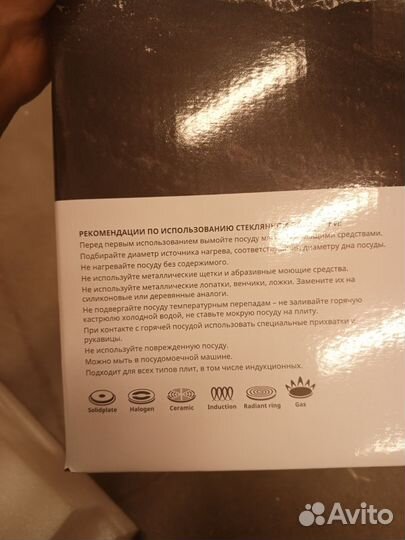 РЕКОМЕНДАЦИИ ПО ИСПОЛЬЗОВАНИЮ
Перед первым использованием вымойте посуду моющими средствами.
Подбирайте диаметр источника нагрева, диаметру дна посуды.
Не нагревайте посуду без содержимого.
Не используйте металлические щетки и абразивные моющие средства.
Не используйте металлические лопатки, венчики, ложки. Замените их на
силиконовые или деревянные аналоги.
Не подвергайте посуду температурным перепадам – не заливайте горячую
кастрюлю холодной водой, не ставьте мокрую посуду на плиту.
При контакте с горячей посудой использовать специальные прихватки и
рукавицы.
Не используйте поврежденную посуду.
Можно мыть в посудомоечной машине.
Подходит для всех типов плит, в том числе индукционных.
Solidplate Halogen Ceramic Induction Radiant ring Gas
Avito